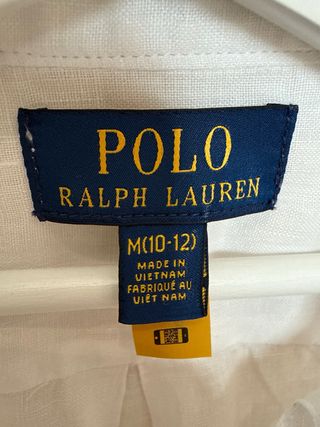 POLO
RALPH LAUREN
M(10-12)
MADE IN
VIETNAM
FABRIQUÉ AU
VIÊT NAM